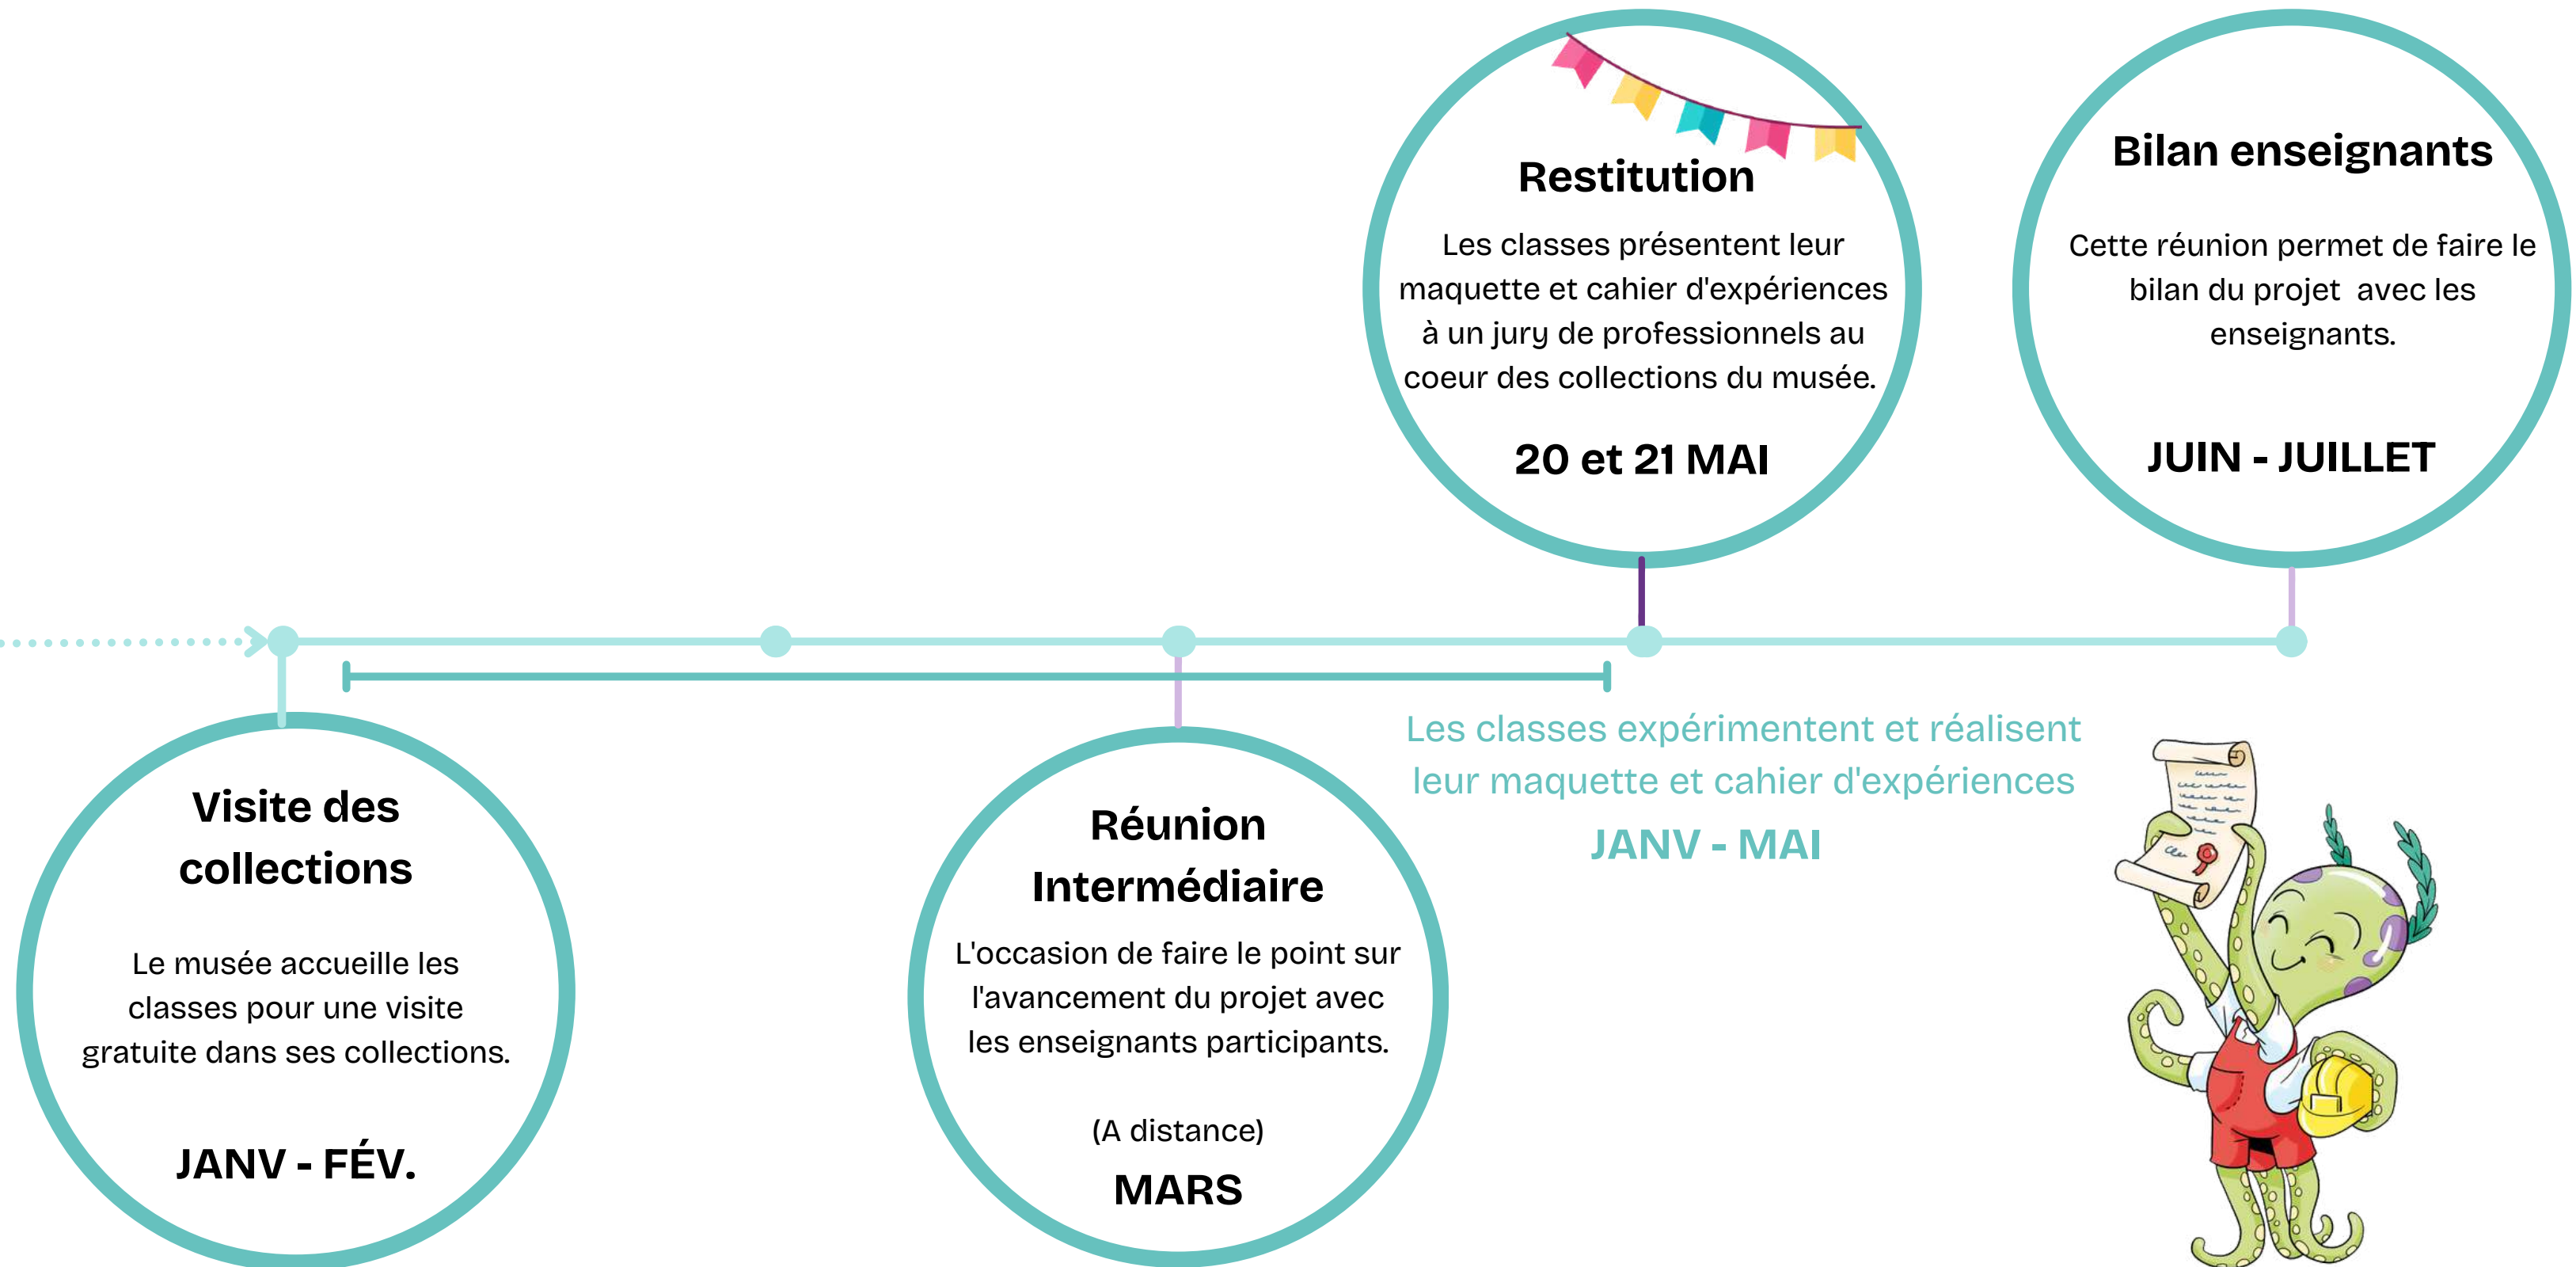 Restitution
Les classes présentent leur
maquette et cahier d'expériences
à un jury de professionnels au
coeur des collections du musée.
20 et 21 MAI
Bilan enseignants
Cette réunion permet de faire le
bilan du projet  avec les
enseignants.
JUIN - JUILLET
Visite des
collections
Le musée accueille les
classes pour une visite
gratuite dans ses collections.
JANV - FÉV.
Réunion
Intermédiaire
L'occasion de faire le point sur
l'avancement du projet avec
les enseignants participants.
(A distance)
MARS
Les classes expérimentent et réalisent
leur maquette et cahier d'expériences
JANV - MAI